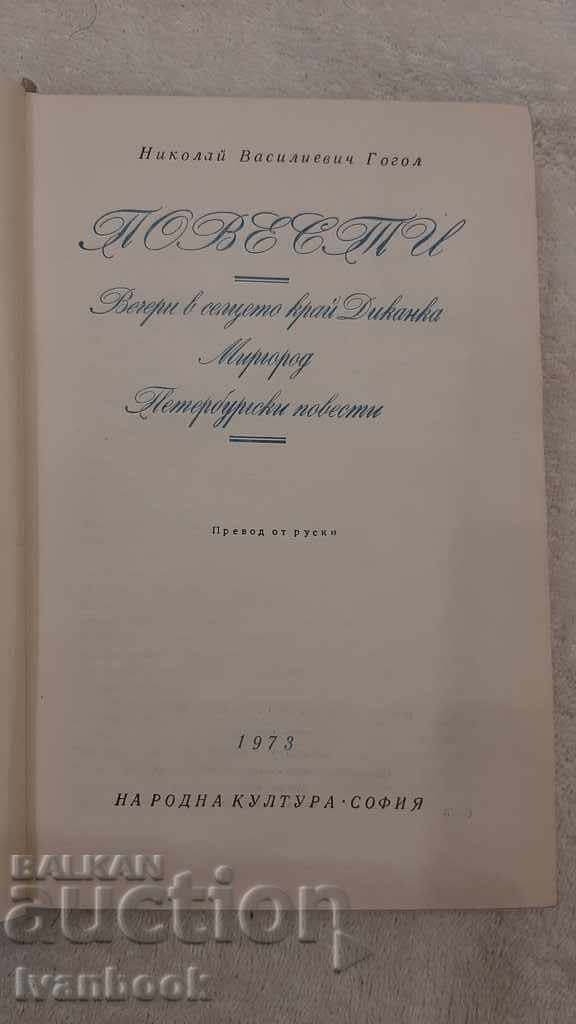 Николай Василиевич Гогол
ПОВЕСТИ
Вечери в селцето край Диканка
Миргород
Петербургски повести
Превод от руски
1973
НАРОДНА КУЛТУРА · СОФИЯ
BALKAN
auction
Ivanbook